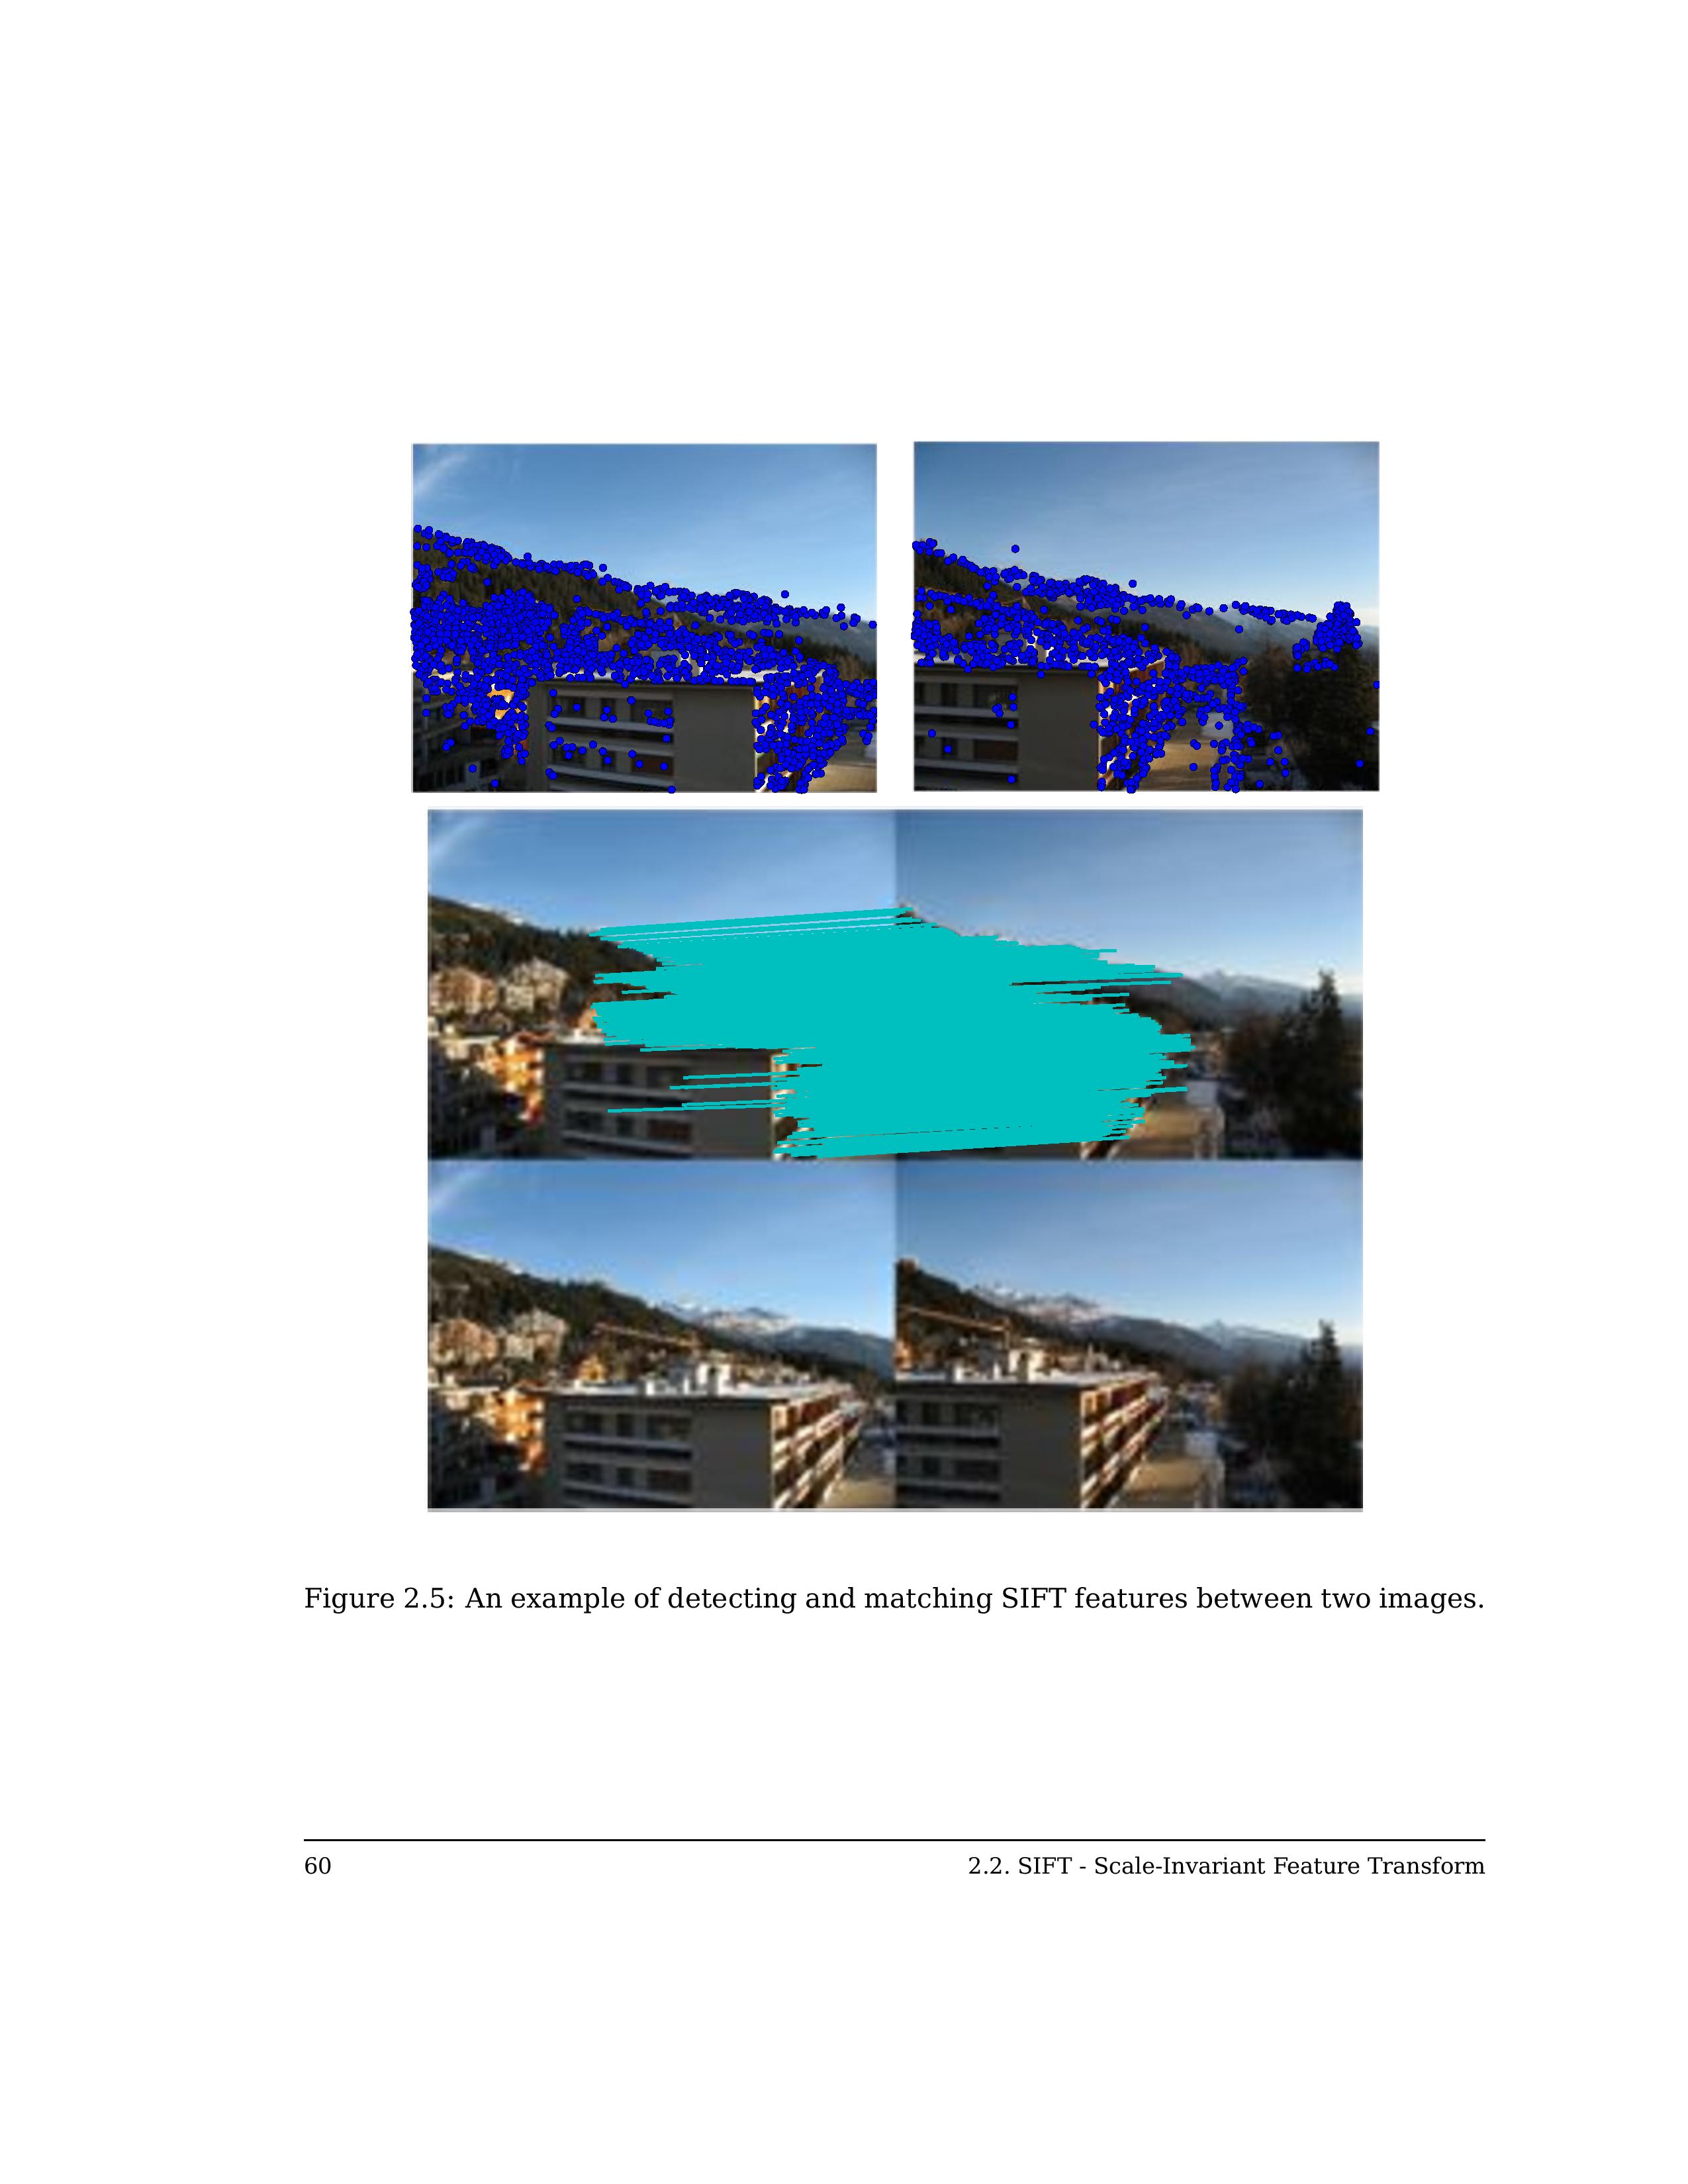 Figure 2.5: An example of detecting and matching SIFT features between two images.
60
2.2. SIFT - Scale-Invariant Feature Transform